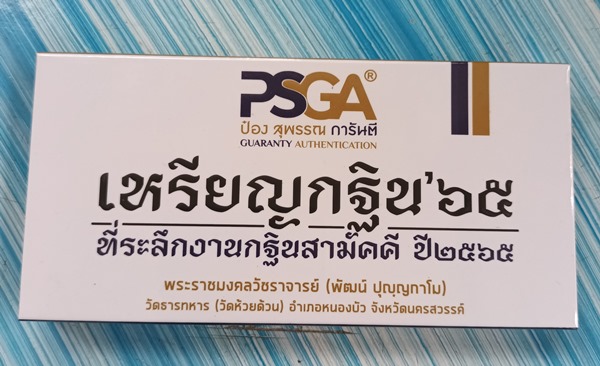 PSGA®
ป๋อง สุพรรณ การันตี
GUARANTY AUTHENTICATION
เหรียญกฐิน'๖๕
ที่ระลึกงานกฐินสามัคคี ปี๒๕๖๕
พระราชมงคลวัชราจารย์ (พัฒน์ ปุญฺญกาโม)
วัดธารทหาร (วัดห้วยด้วน) อำเภอหนองบัว จังหวัดนครสวรรค์